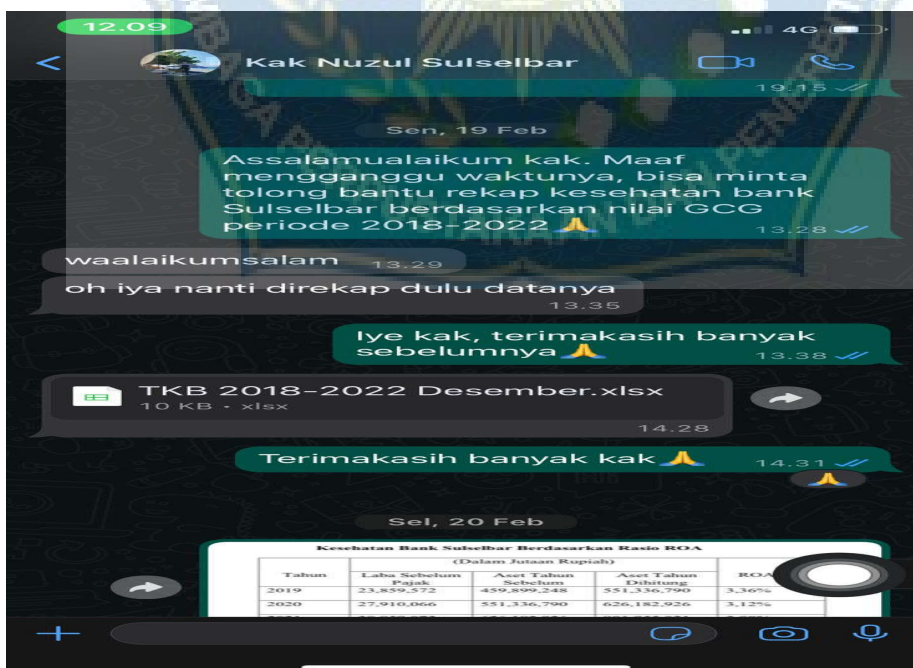 12.09
4G
Kak Nuzul Sulselbar
19.15
Sen, 19 Feb
Assalamualaikum kak. Maaf
mengganggu waktunya, bisa minta
tolong bantu rekap kesehatan bank
Sulselbar berdasarkan nilai GCG
periode 2018-2022🙏
13.28
waalaikumsalam 13.29
oh iya nanti direkap dulu datanya
13.35
Iye kak, terimakasih banyak
sebelumnya🙏
13.38
TKB 2018-2022 Desember.xlsx
10 KB • xlsx
14.28
Terimakasih banyak kak🙏 14.31
🙏
Sel, 20 Feb
Kesehatan Bank Sulselbar Berdasarkan Rasio ROA
(Dalam Jutaan Rupiah)
Tahun Laba Sebelum Pajak Aset Tahun Sebelum Aset Tahun Dihitung ROA
2019 23,859,572 459,899,248 551,336,790 3,36%
2020 27,910,066 551,336,790 626,182,926 3,12%